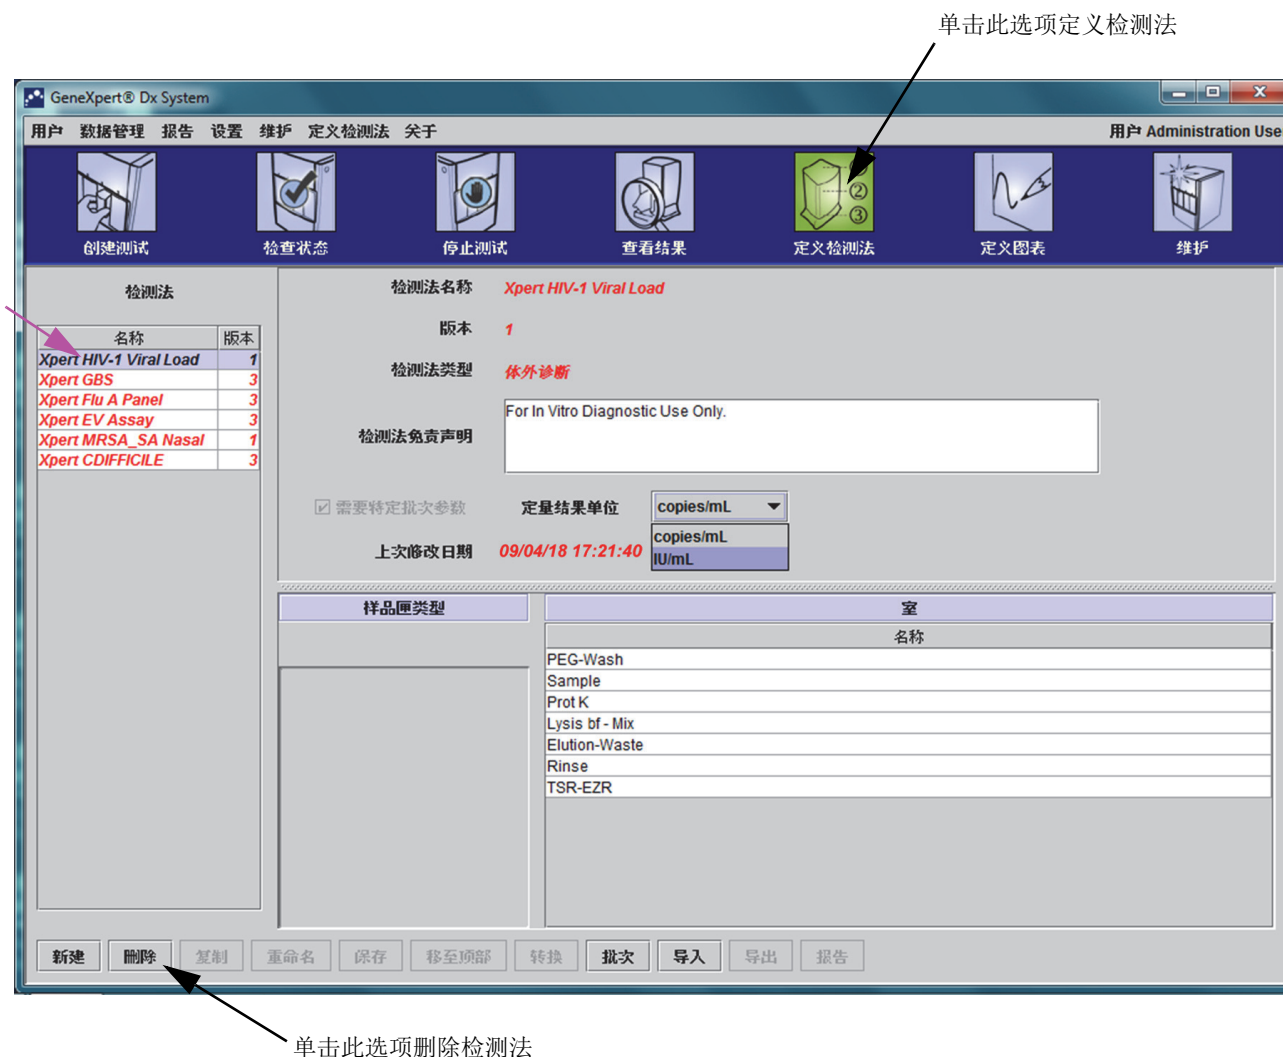 单击此选项定义检测法
GeneXpert® Dx System
用户 数据管理 报告 设置 维护 定义检测法 关于
用户 Administration Use
创建测试 检查状态 停止测试 查看结果 定义检测法 定义图表 维护
①
②
③
检测法
名称 版本
Xpert HIV-1 Viral Load 1
Xpert GBS 3
Xpert Flu A Panel 3
Xpert EV Assay 3
Xpert MRSA_SA Nasal 1
Xpert CDIFFICILE 3
检测法名称 Xpert HIV-1 Viral Load
版本 1
检测法类型 体外诊断
检测法免责声明 For In Vitro Diagnostic Use Only.
需要特定批次参数 定量结果单位 copies/mL
copies/mL
IU/mL
上次修改日期 09/04/18 17:21:40
样品匣类型 室
名称
PEG-Wash
Sample
Prot K
Lysis bf - Mix
Elution-Waste
Rinse
TSR-EZR
新建 删除 复制 重命名 保存 移至顶部 转换 批次 导入 导出 报告
单击此选项删除检测法